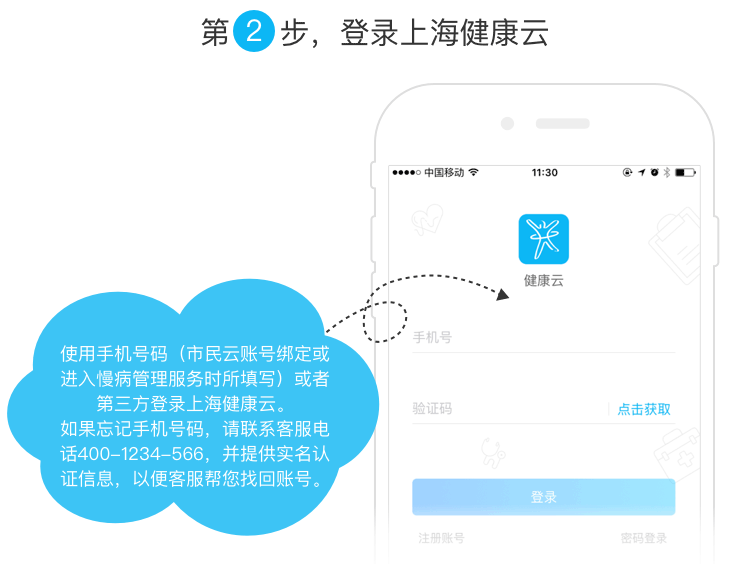 第2步，登录上海健康云
中国移动 11:30
健康云
手机号
验证码 点击获取
登录
注册账号 密码登录
使用手机号码（市民云账号绑定或
进入慢病管理服务时所填写）或者
第三方登录上海健康云。
如果忘记手机号码，请联系客服电
话400-1234-566，并提供实名认
证信息，以便客服帮您找回账号。